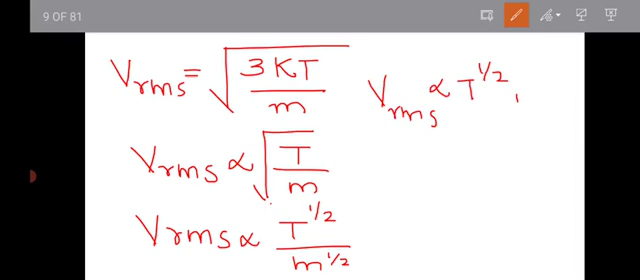 9 OF 81
Vrms = √(3KT/m)
Vrms ∝ T^1/2,
Vrms ∝ √(T/m)
Vrms ∝ T^1/2/m^1/2